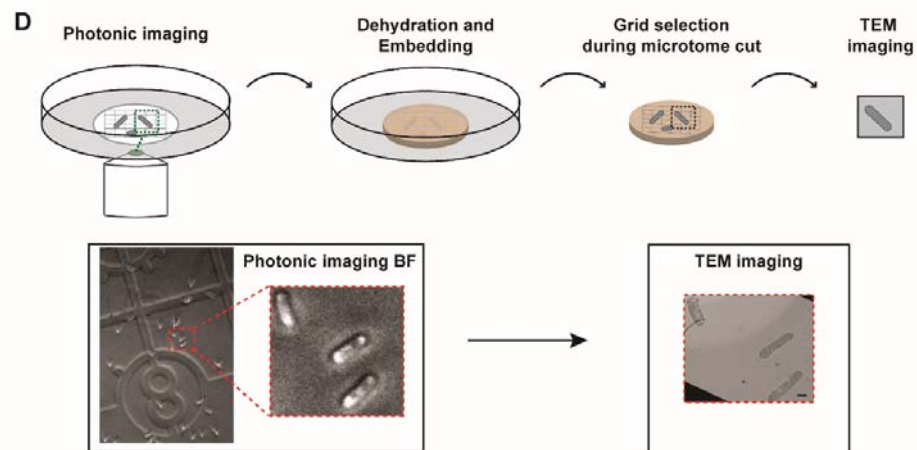 D
Photonic imaging
Dehydration and
Embedding
Grid selection
during microtome cut
TEM
imaging
Photonic imaging BF
TEM imaging
8